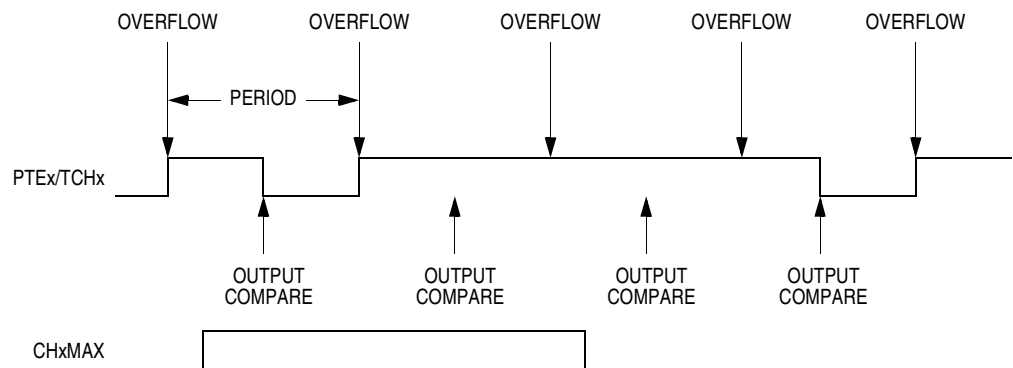 OVERFLOW OVERFLOW OVERFLOW OVERFLOW OVERFLOW
PERIOD
PTEx/TCHx
OUTPUT
COMPARE
OUTPUT
COMPARE
OUTPUT
COMPARE
OUTPUT
COMPARE
CHxMAX